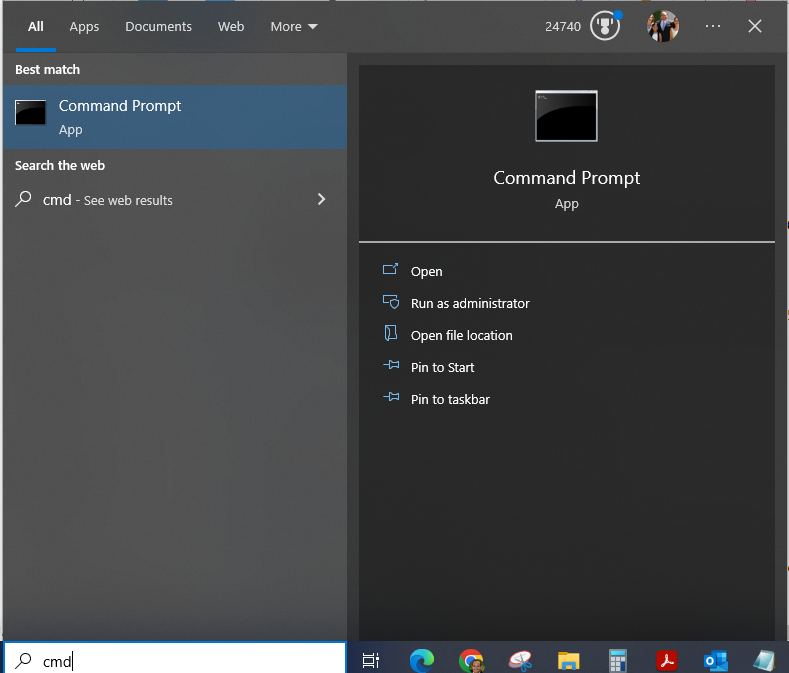 All Apps Documents Web More 24740
Best match
Command Prompt
App
Search the web
cmd - See web results
Command Prompt
App
Open
Run as administrator
Open file location
Pin to Start
Pin to taskbar
cmd